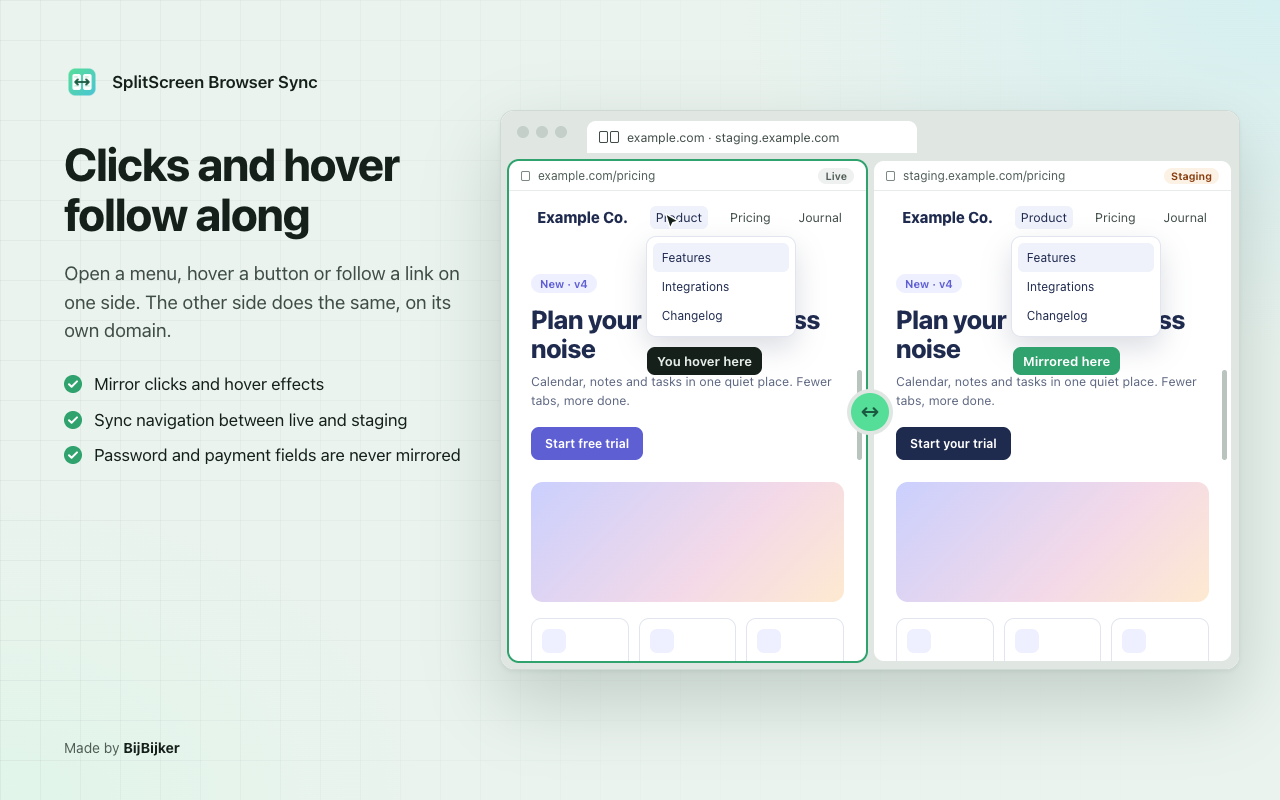 SplitScreen Browser Sync
Clicks and hover
follow along
Open a menu, hover a button or follow a link on
one side. The other side does the same, on its
own domain.
Mirror clicks and hover effects
Sync navigation between live and staging
Password and payment fields are never mirrored
Made by BijBijker
example.com · staging.example.com
example.com/pricing
Live
Example Co.
Product
Pricing
Journal
Features
Integrations
Changelog
New · v4
Plan your
ss
noise
You hover here
Calendar, notes and tasks in one quiet place. Fewer
tabs, more done.
Start free trial
staging.example.com/pricing
Staging
Example Co.
Product
Pricing
Journal
Features
Integrations
Changelog
New · v4
Plan your
ss
noise
Mirrored here
Calendar, notes and tasks in one quiet place. Fewer
tabs, more done.
Start your trial